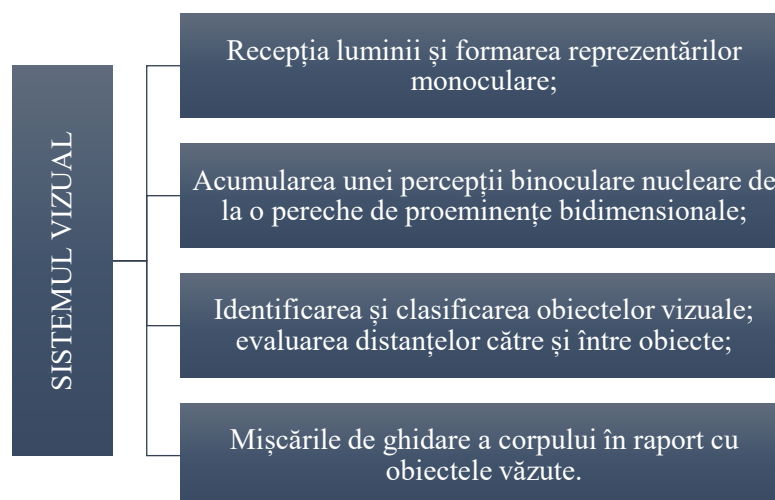 SISTEMUL VIZUAL
Recepția luminii și formarea reprezentărilor
monoculare;
Acumularea unei percepții binoculare nucleare de
la o pereche de proeminențe bidimensionale;
Identificarea și clasificarea obiectelor vizuale;
evaluarea distanțelor către și între obiecte;
Mișcările de ghidare a corpului în raport cu
obiectele văzute.